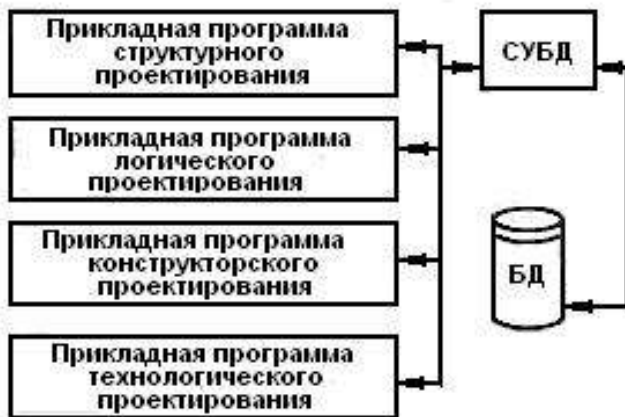 Прикладная программа
структурного
проектирования
СУБД
Прикладная программа
логического
проектирования
Прикладная программа
конструкторского
проектирования
БД
Прикладная программа
технологического
проектирования